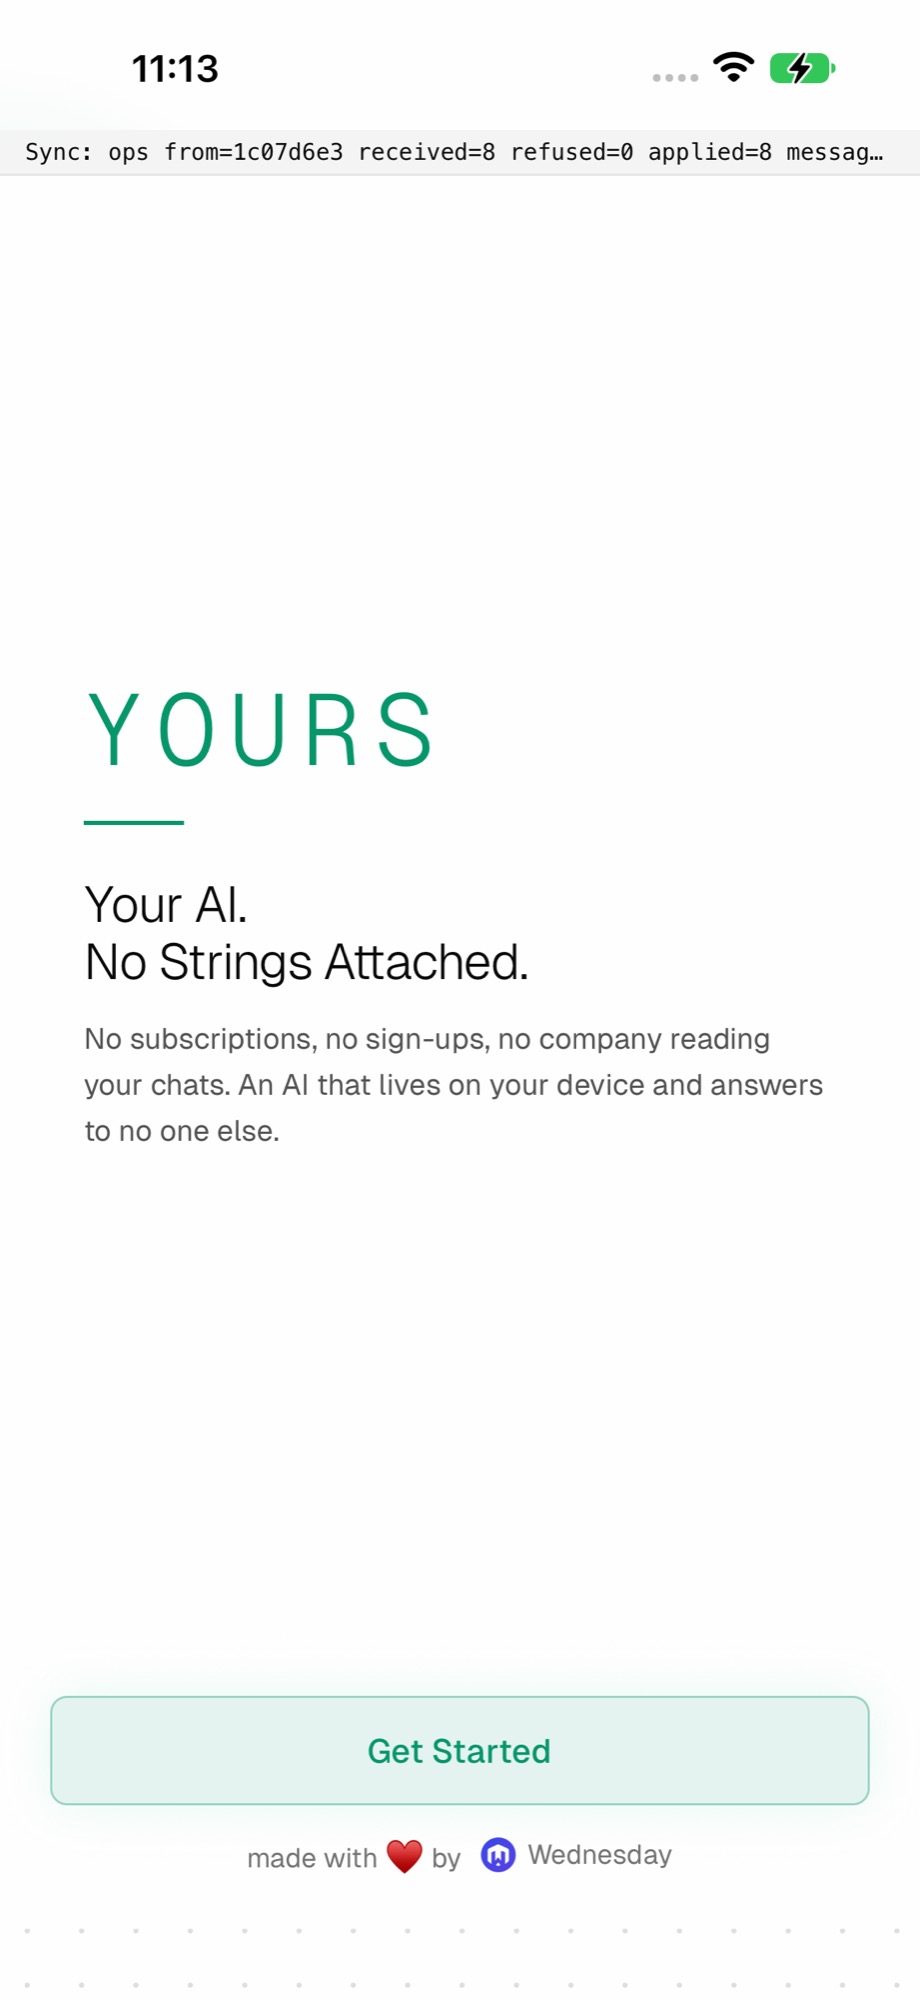 11:13
Sync: ops from=1c07d6e3 received=8 refused=0 applied=8 messag…
YOURS
Your AI.
No Strings Attached.
No subscriptions, no sign-ups, no company reading
your chats. An AI that lives on your device and answers
to no one else.
Get Started
made with ❤️ by Wednesday